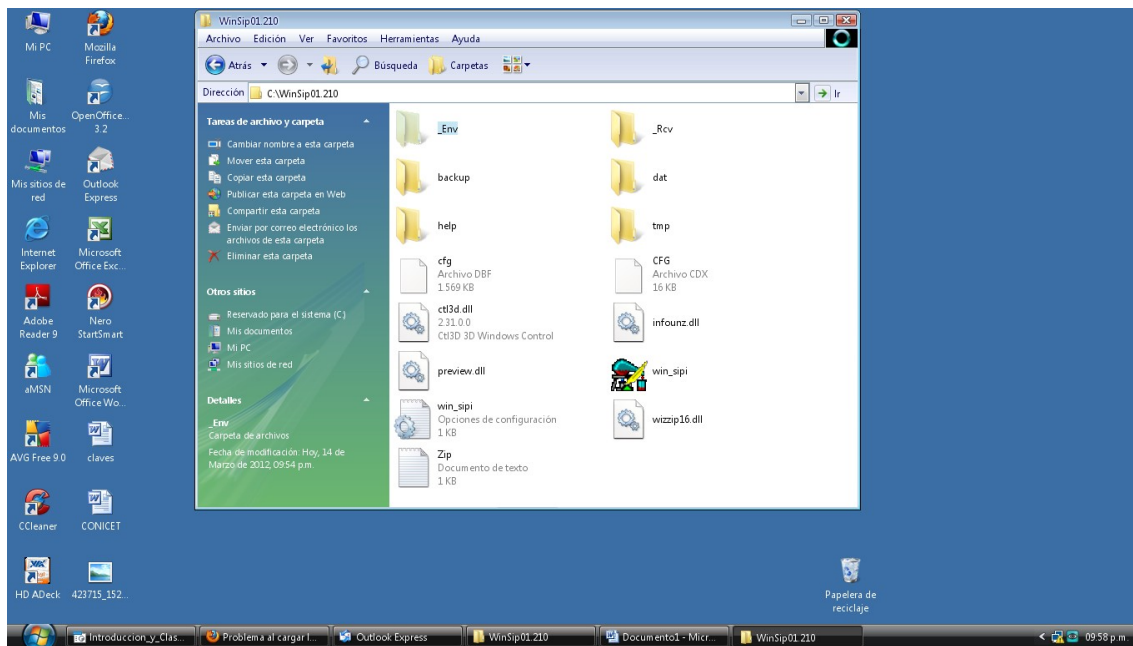 Mi PC
Mozilla
Firefox
Mis
documentos
OpenOffice...
3.2
Mis sitios de
red
Outlook
Express
Internet
Explorer
Microsoft
Office Exc...
Adobe
Reader 9
Nero
StartSmart
aMSN
Microsoft
Office Wo...
AVG Free 9.0
claves
CCleaner
CONICET
HD ADeck
423715_152...
WinSip01.210
Archivo Edición Ver Favoritos Herramientas Ayuda
Atrás Búsqueda Carpetas
Dirección C:\WinSip01.210 Ir
Tareas de archivo y carpeta
Cambiar nombre a esta carpeta
Mover esta carpeta
Copiar esta carpeta
Publicar esta carpeta en Web
Compartir esta carpeta
Enviar por correo electrónico los
archivos de esta carpeta
Eliminar esta carpeta
Otros sitios
Reservado para el sistema (C:)
Mis documentos
Mi PC
Mis sitios de red
Detalles
_Env
Carpeta de archivos
Fecha de modificación: Hoy, 14 de
Marzo de 2012, 09:54 p.m.
_Env
_Rcv
backup
dat
help
tmp
cfg
Archivo DBF
1.569 KB
CFG
Archivo CDX
16 KB
ctl3d.dll
2.31.0.0
Ctl3D 3D Windows Control
infounz.dll
preview.dll
win_sipi
win_sipi
Opciones de configuración
1 KB
wizzip16.dll
Zip
Documento de texto
1 KB
Papelera de
reciclaje
Introduccion_y_Clas...
Problema al cargar l...
Outlook Express
WinSip01.210
Documento1 - Micr...
WinSip01.210
09:58 p.m.